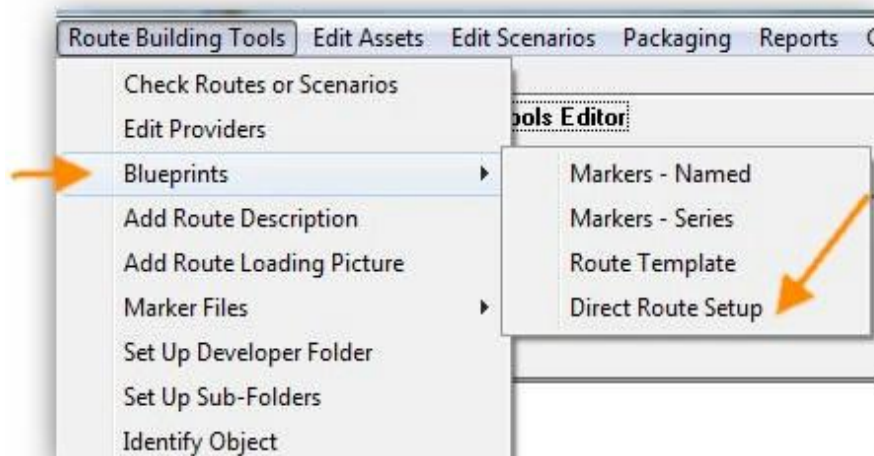 Route Building Tools Edit Assets Edit Scenarios Packaging Reports
Check Routes or Scenarios
Edit Providers
Editor
Blueprints
Markers - Named
Add Route Description
Markers - Series
Add Route Loading Picture
Route Template
Marker Files
Direct Route Setup
Set Up Developer Folder
Set Up Sub-Folders
Identify Object